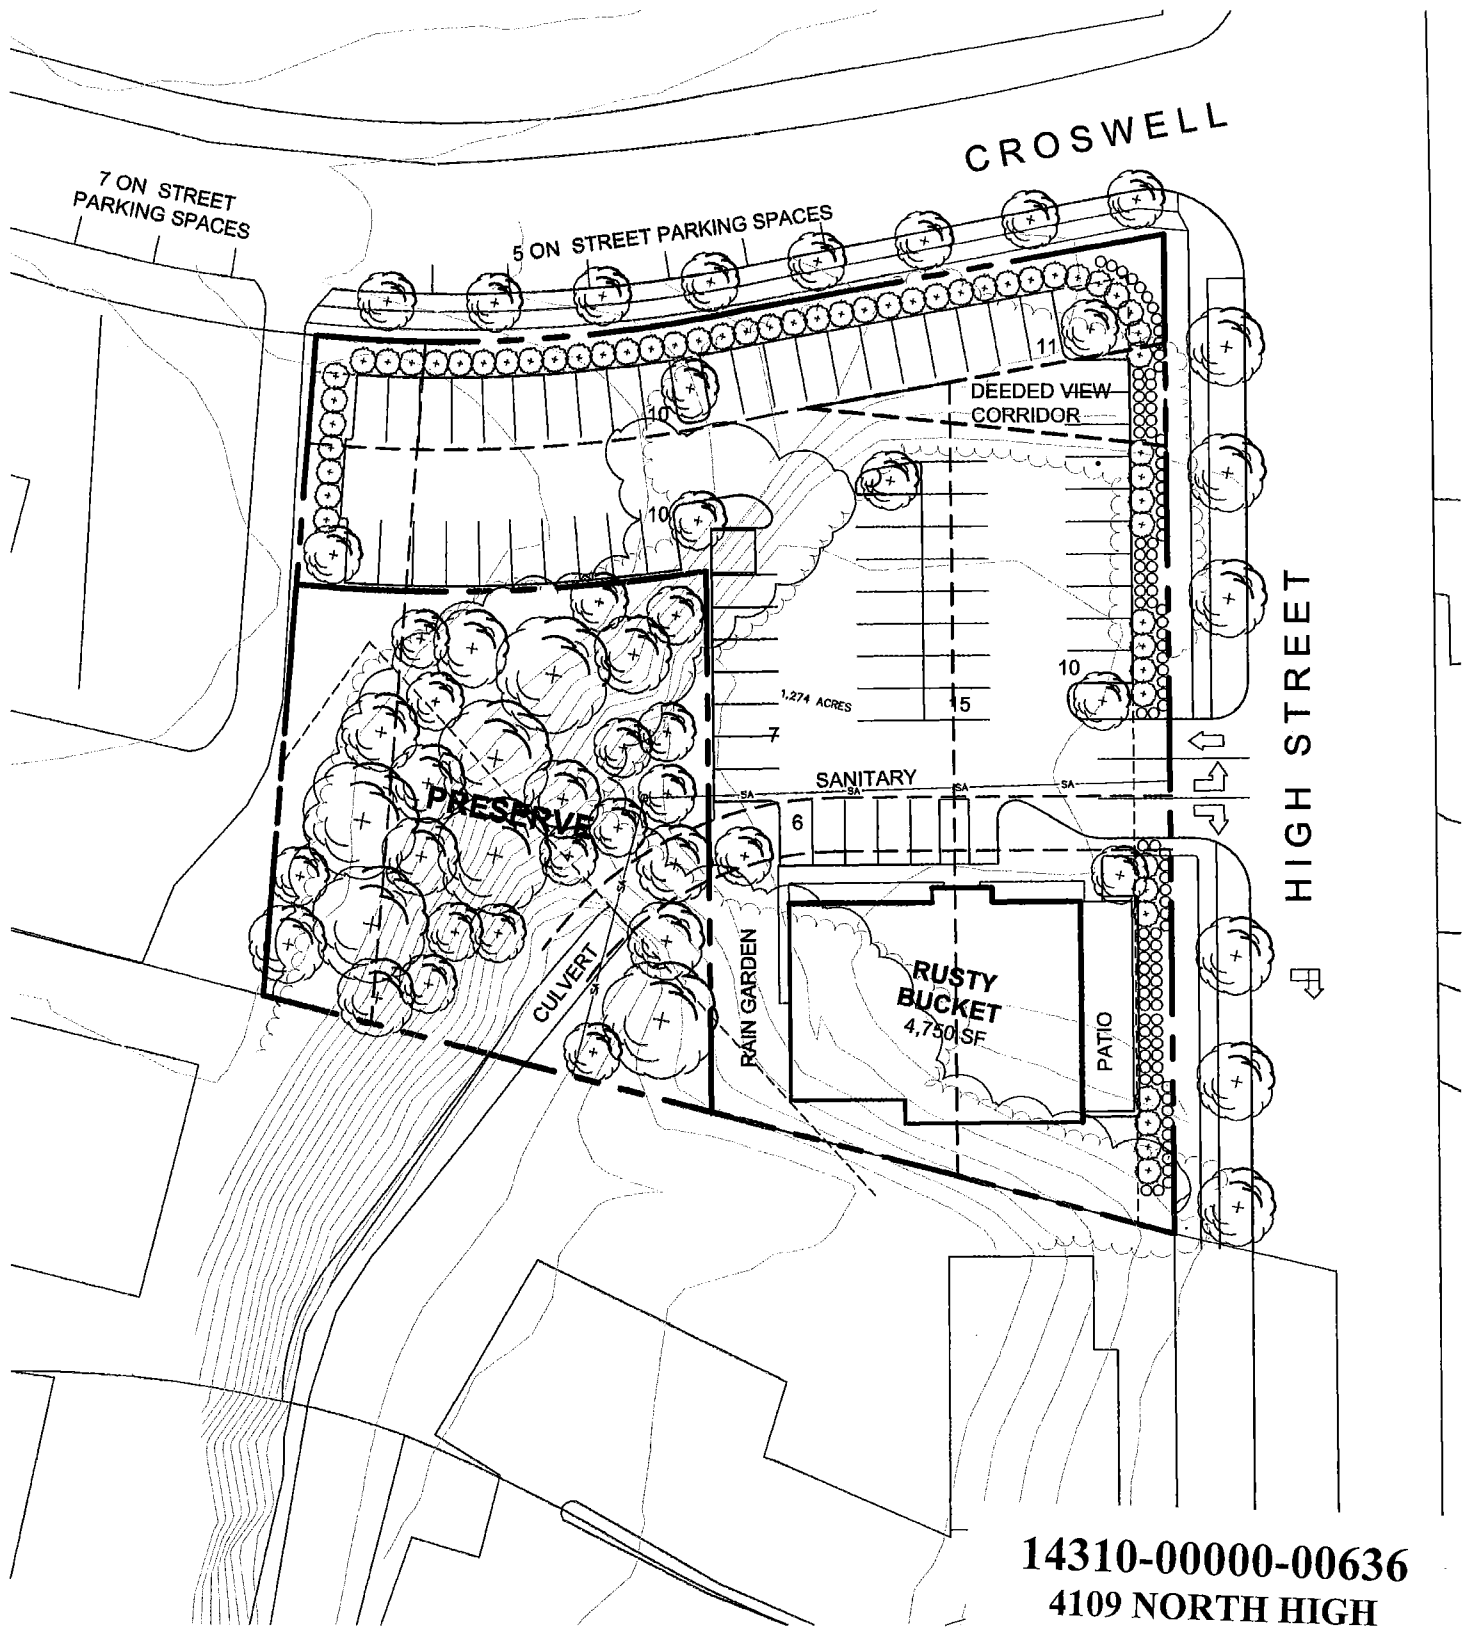 CROSWELL
7 ON STREET
PARKING SPACES
5 ON STREET PARKING SPACES
11
DEEDED VIEW
CORRIDOR
10
10
10
1,274 ACRES
15
7
HIGH STREET
SANITARY
SA
SA
SA
SA
PRESERVE
6
SA
CULVERT
SA
RAIN GARDEN
RUSTY
BUCKET
4,750 SF
PATIO
14310-00000-00636
4109 NORTH HIGH